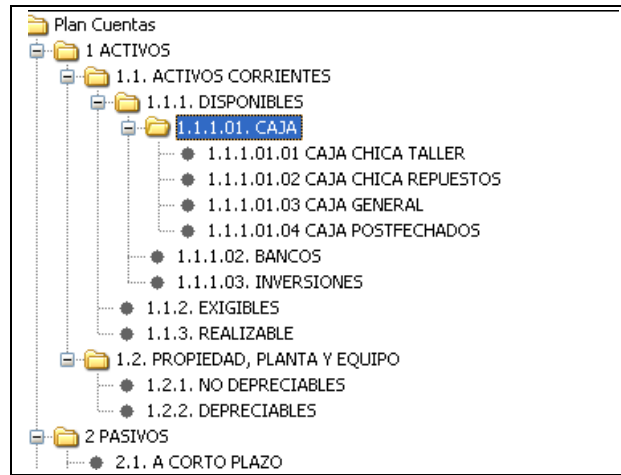 Plan Cuentas
1 ACTIVOS
1.1. ACTIVOS CORRIENTES
1.1.1. DISPONIBLES
1.1.1.01. CAJA
1.1.1.01.01 CAJA CHICA TALLER
1.1.1.01.02 CAJA CHICA REPUESTOS
1.1.1.01.03 CAJA GENERAL
1.1.1.01.04 CAJA POSTFECHADOS
1.1.1.02. BANCOS
1.1.1.03. INVERSIONES
1.1.2. EXIGIBLES
1.1.3. REALIZABLE
1.2. PROPIEDAD, PLANTA Y EQUIPO
1.2.1. NO DEPRECIABLES
1.2.2. DEPRECIABLES
2 PASIVOS
2.1. A CORTO PLAZO